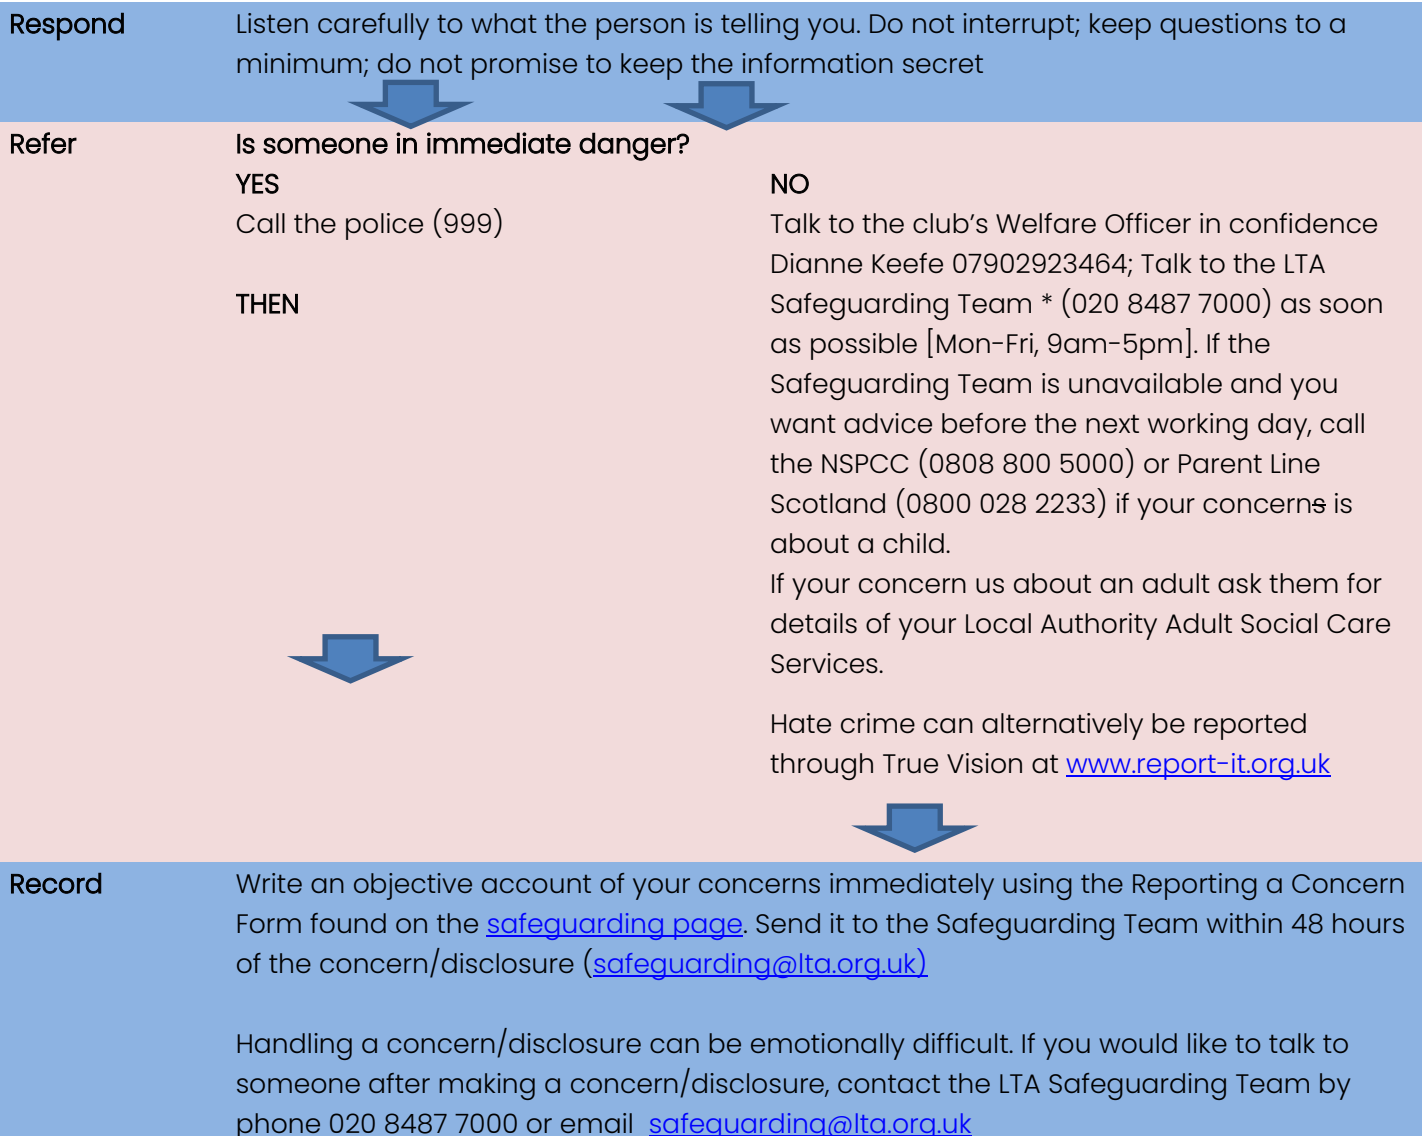 Respond
Listen carefully to what the person is telling you. Do not interrupt; keep questions to a
minimum; do not promise to keep the information secret
Refer
Is someone in immediate danger?
YES
Call the police (999)
THEN
NO
Talk to the club's Welfare Officer in confidence
Dianne Keefe 07902923464; Talk to the LTA
Safeguarding Team * (020 8487 7000) as soon
as possible [Mon-Fri, 9am-5pm]. If the
Safeguarding Team is unavailable and you
want advice before the next working day, call
the NSPCC (0808 800 5000) or Parent Line
Scotland (0800 028 2233) if your concerns is
about a child.
If your concern us about an adult ask them for
details of your Local Authority Adult Social Care
Services.
Hate crime can alternatively be reported
through True Vision at www.report-it.org.uk
Record
Write an objective account of your concerns immediately using the Reporting a Concern
Form found on the safeguarding page. Send it to the Safeguarding Team within 48 hours
of the concern/disclosure (safeguarding@lta.org.uk)
Handling a concern/disclosure can be emotionally difficult. If you would like to talk to
someone after making a concern/disclosure, contact the LTA Safeguarding Team by
phone 020 8487 7000 or email safeguarding@lta.org.uk